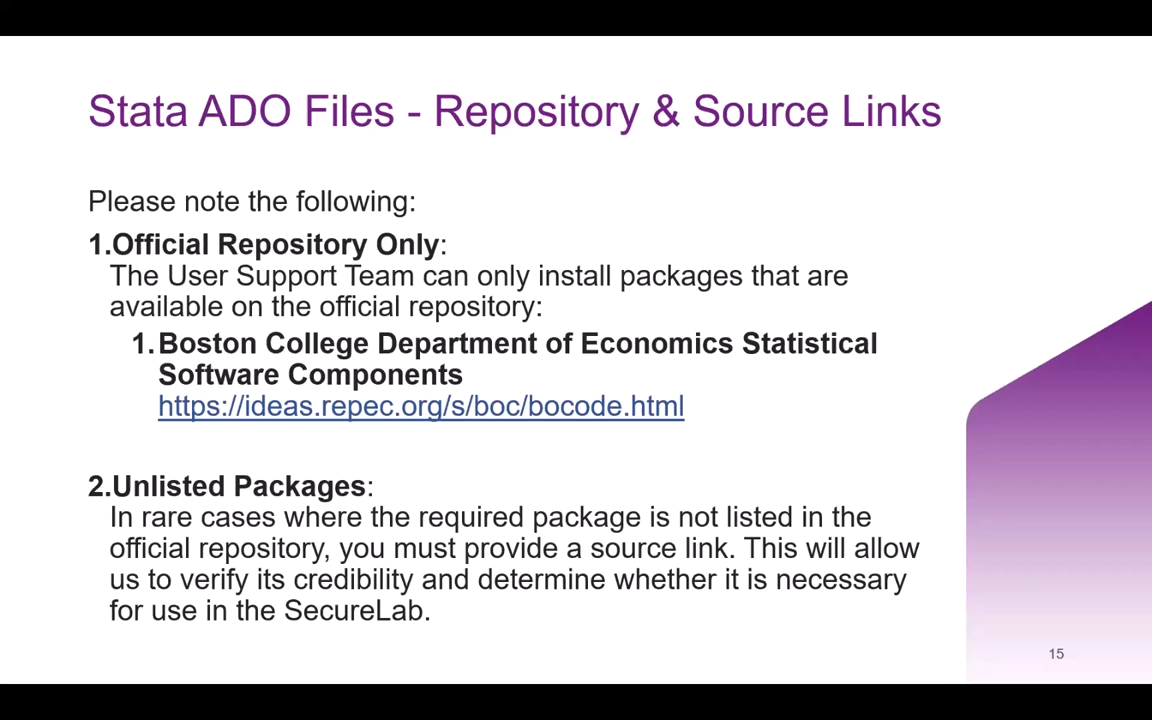 Stata ADO Files - Repository & Source Links
Please note the following:
1.Official Repository Only:
The User Support Team can only install packages that are
available on the official repository:
1.Boston College Department of Economics Statistical
Software Components
https://ideas.repec.org/s/boc/bocode.html
2.Unlisted Packages:
In rare cases where the required package is not listed in the
official repository, you must provide a source link. This will allow
us to verify its credibility and determine whether it is necessary
for use in the SecureLab.
15